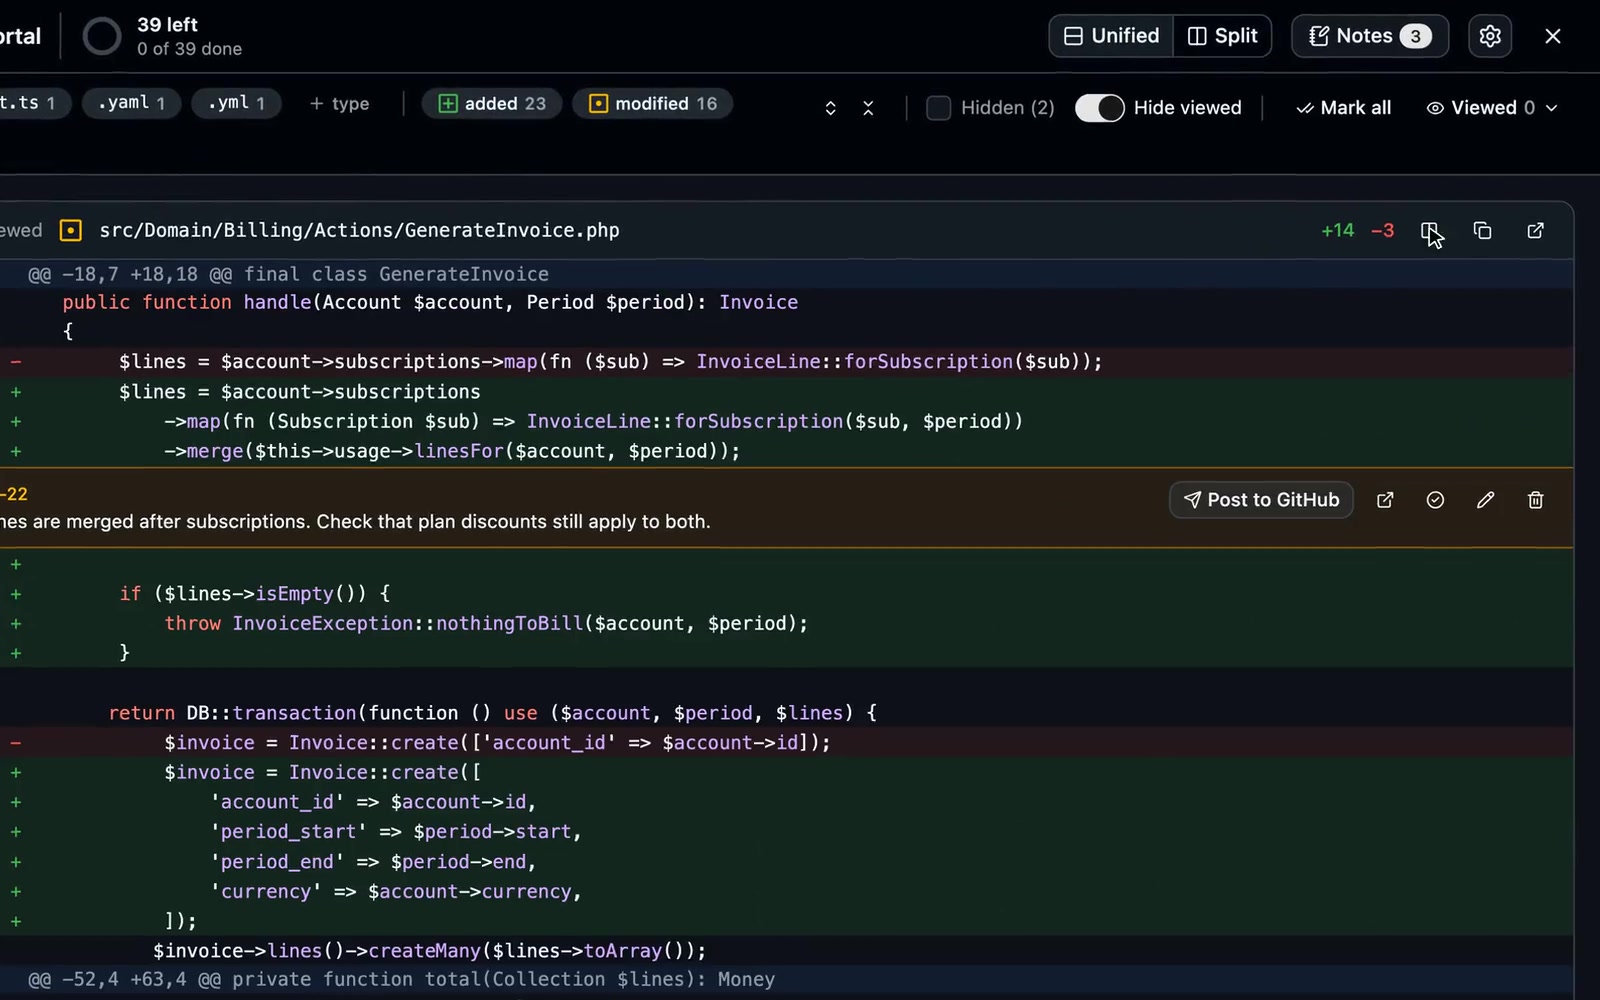 ortal
39 left
0 of 39 done
Unified
Split
Notes 3
t.ts 1
.yaml 1
.yml 1
+ type
added 23
modified 16
Hidden (2)
Hide viewed
Mark all
Viewed 0
ewed
src/Domain/Billing/Actions/GenerateInvoice.php
+14 −3
@@ −18,7 +18,18 @@ final class GenerateInvoice
public function handle(Account $account, Period $period): Invoice
{
− $lines = $account->subscriptions->map(fn ($sub) => InvoiceLine::forSubscription($sub));
+ $lines = $account->subscriptions
+ ->map(fn (Subscription $sub) => InvoiceLine::forSubscription($sub, $period))
+ ->merge($this->usage->linesFor($account, $period));
−22
nes are merged after subscriptions. Check that plan discounts still apply to both.
Post to GitHub
+
+ if ($lines->isEmpty()) {
+ throw InvoiceException::nothingToBill($account, $period);
+ }
return DB::transaction(function () use ($account, $period, $lines) {
− $invoice = Invoice::create(['account_id' => $account->id]);
+ $invoice = Invoice::create([
+ 'account_id' => $account->id,
+ 'period_start' => $period->start,
+ 'period_end' => $period->end,
+ 'currency' => $account->currency,
+ ]);
$invoice->lines()->createMany($lines->toArray());
@@ −52,4 +63,4 @@ private function total(Collection $lines): Money